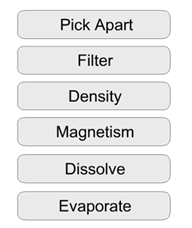 Pick Apart
Filter
Density
Magnetism
Dissolve
Evaporate